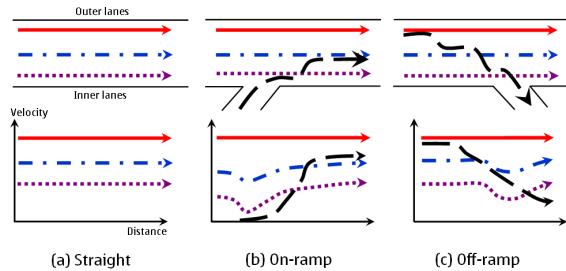 Outer lanes
Inner lanes
Velocity
Distance
(a) Straight
(b) On-ramp
(c) Off-ramp